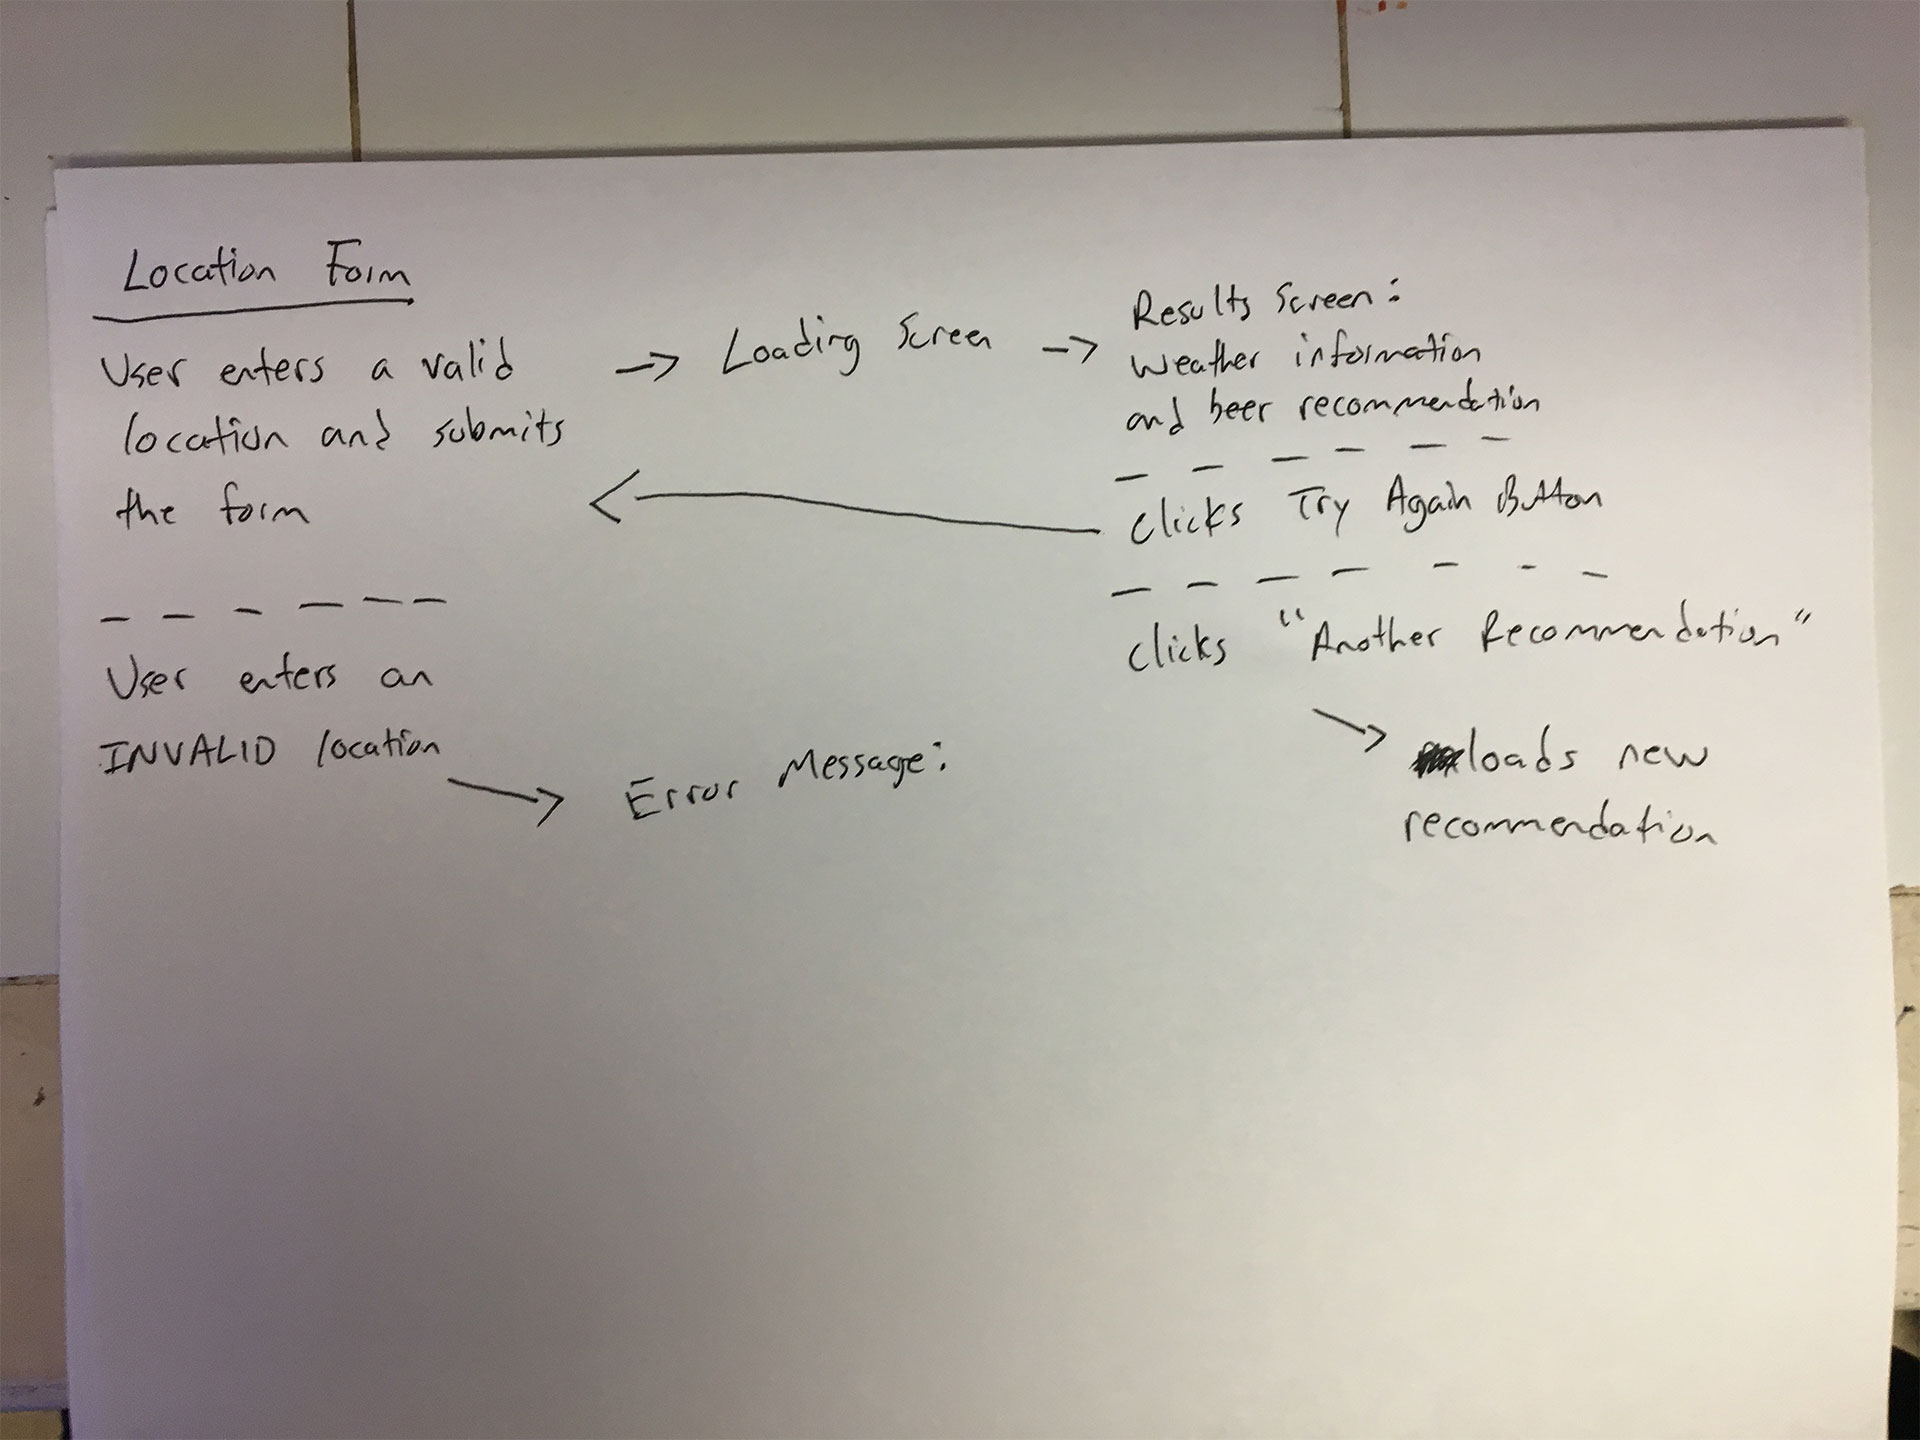 Location Form
User enters a valid
location and submits
the form
User enters an
INVALID location
→ Loading Screen →
Error Message:
Results Screen:
weather information
and beer recommendation
clicks Try Again Button
clicks "Another Recommendation"
loads new
recommendation